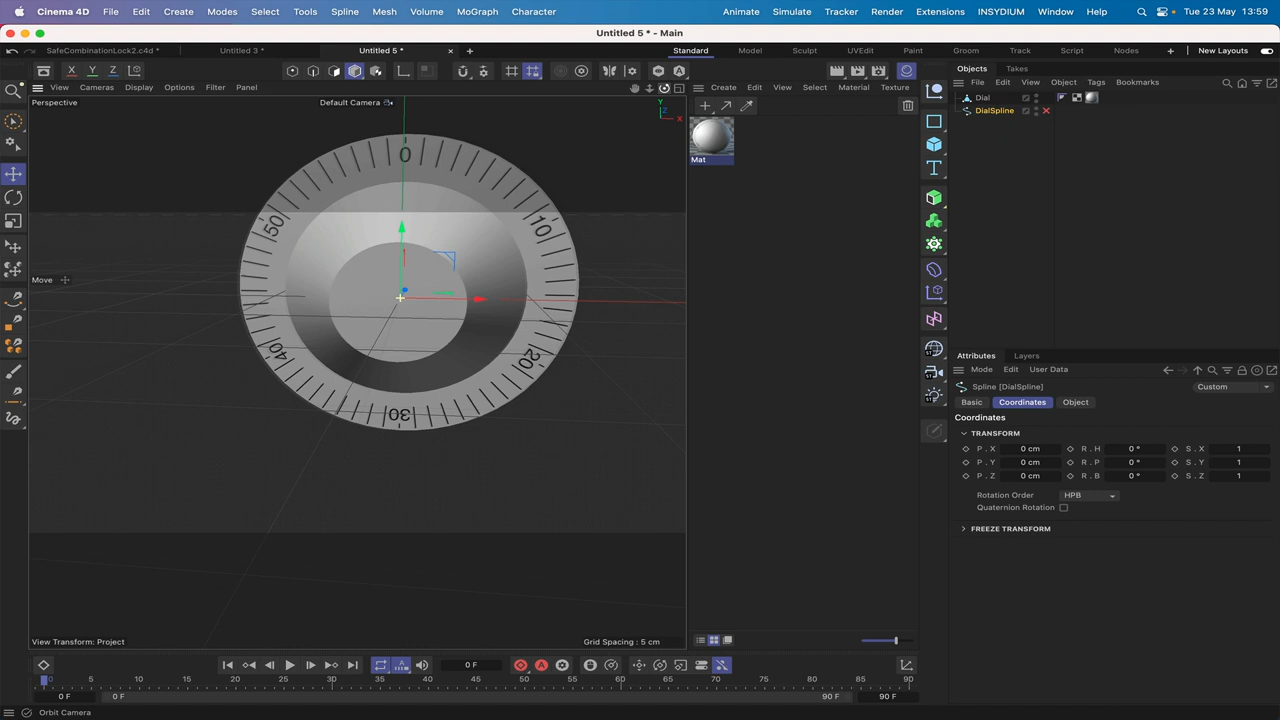 Cinema 4D File Edit Create Modes Select Tools Spline Mesh Volume MoGraph Character Animate Simulate Tracker Render Extensions INSYDIUM Window Help Tue 23 May 13:59
Untitled 5 * - Main
SafeCombinationLock2.c4d * Untitled 3 * Untitled 5 * Standard Model Sculpt UVEdit Paint Groom Track Script Nodes New Layouts
X Y Z
Objects Takes
View Cameras Display Options Filter Panel
Create Edit View Select Material Texture
File Edit View Object Tags Bookmarks
Perspective
Default Camera
Y
Z X
Dial
DialSpline
Mat
0
50
10
Move
40
20
30
Attributes Layers
Mode Edit User Data
Spline [DialSpline] Custom
Basic Coordinates Object
Coordinates
TRANSFORM
P . X 0 cm R . H 0 ° S . X 1
P . Y 0 cm R . P 0 ° S . Y 1
P . Z 0 cm R . B 0 ° S . Z 1
Rotation Order HPB
Quaternion Rotation
FREEZE TRANSFORM
View Transform: Project
Grid Spacing : 5 cm
0 F
0 5 10 15 20 25 30 35 40 45 50 55 60 65 70 75 80 85 90
0 F 0 F 90 F 90 F
Orbit Camera